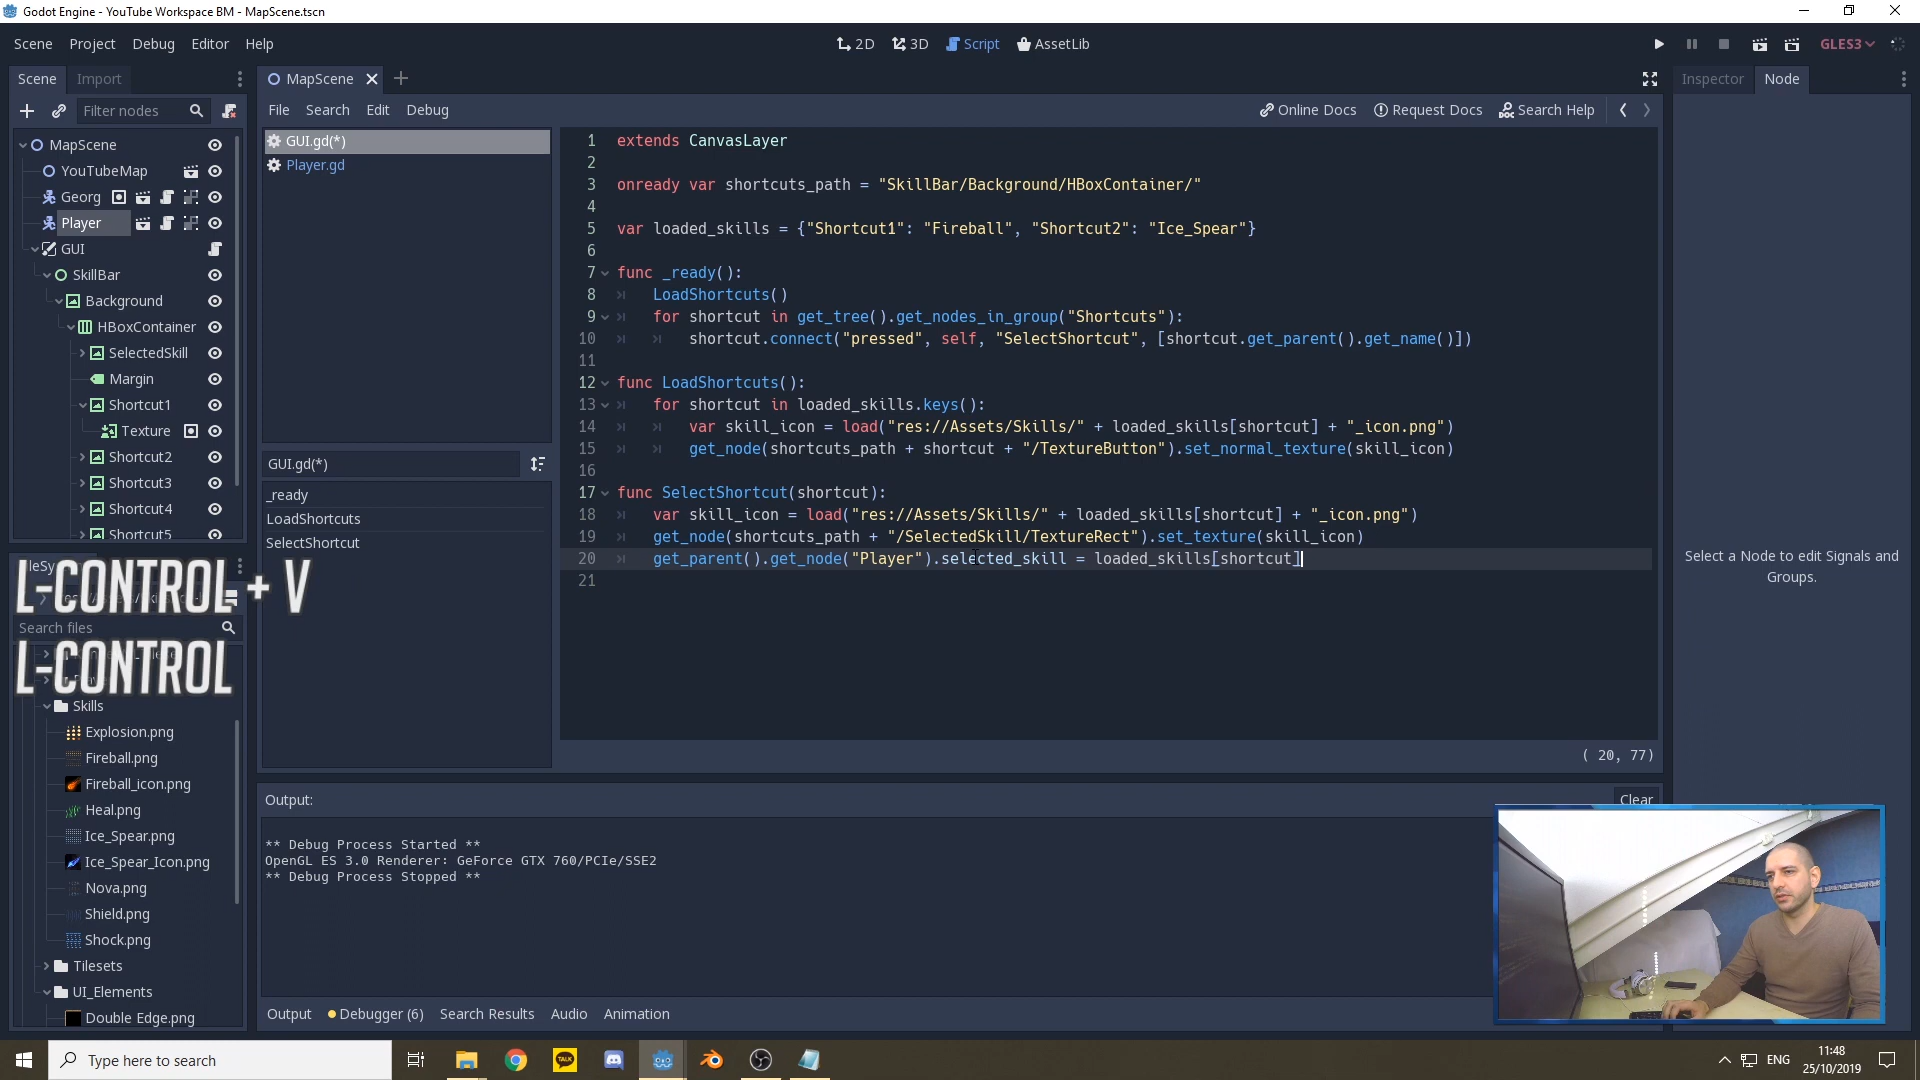 Godot Engine - YouTube Workspace BM - MapScene.tscn
Scene Project Debug Editor Help
2D 3D Script AssetLib
GLES3
Scene Import
MapScene
Inspector Node
Filter nodes
File Search Edit Debug
Online Docs Request Docs Search Help
MapScene
YouTubeMap
Georg
Player
GUI
SkillBar
Background
HBoxContainer
SelectedSkill
Margin
Shortcut1
Texture
Shortcut2
Shortcut3
Shortcut4
Shortcut5
GUI.gd(*)
Player.gd
GUI.gd(*)
_ready
LoadShortcuts
SelectShortcut
1 extends CanvasLayer
2
3 onready var shortcuts_path = "SkillBar/Background/HBoxContainer/"
4
5 var loaded_skills = {"Shortcut1": "Fireball", "Shortcut2": "Ice_Spear"}
6
7 func _ready():
8 LoadShortcuts()
9 for shortcut in get_tree().get_nodes_in_group("Shortcuts"):
10 shortcut.connect("pressed", self, "SelectShortcut", [shortcut.get_parent().get_name()])
11
12 func LoadShortcuts():
13 for shortcut in loaded_skills.keys():
14 var skill_icon = load("res://Assets/Skills/" + loaded_skills[shortcut] + "_icon.png")
15 get_node(shortcuts_path + shortcut + "/TextureButton").set_normal_texture(skill_icon)
16
17 func SelectShortcut(shortcut):
18 var skill_icon = load("res://Assets/Skills/" + loaded_skills[shortcut] + "_icon.png")
19 get_node(shortcuts_path + "/SelectedSkill/TextureRect").set_texture(skill_icon)
20 get_parent().get_node("Player").selected_skill = loaded_skills[shortcut]
21
( 20, 77)
Select a Node to edit Signals and
Groups.
L-CONTROL + V
L-CONTROL
Search files
Skills
Explosion.png
Fireball.png
Fireball_icon.png
Heal.png
Ice_Spear.png
Ice_Spear_Icon.png
Nova.png
Shield.png
Shock.png
Tilesets
UI_Elements
Double Edge.png
Output:
Clear
** Debug Process Started **
OpenGL ES 3.0 Renderer: GeForce GTX 760/PCIe/SSE2
** Debug Process Stopped **
Output Debugger (6) Search Results Audio Animation
Type here to search
TALK
ENG
11:48
25/10/2019